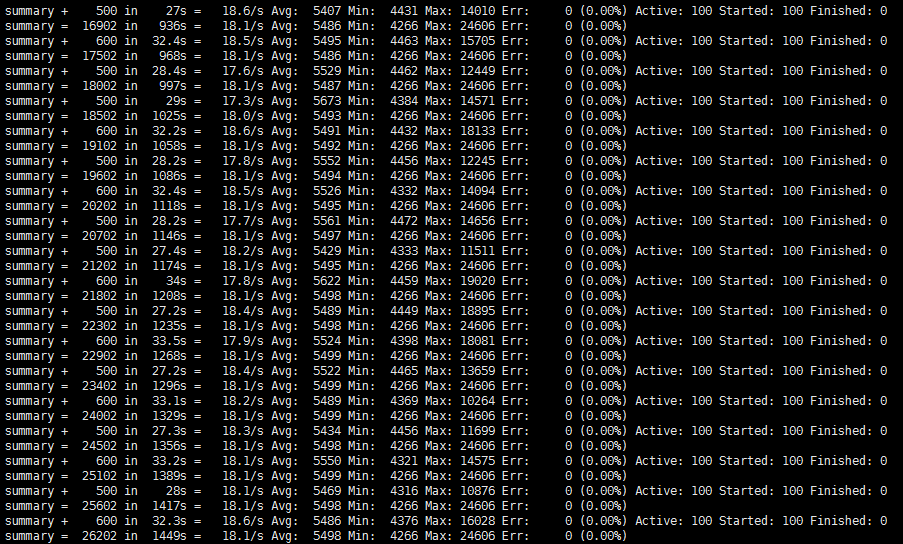 summary +    500 in    27s =   18.6/s Avg:  5407 Min:  4431 Max: 14010 Err:     0 (0.00%) Active: 100 Started: 100 Finished: 0
summary =  16902 in   936s =   18.1/s Avg:  5486 Min:  4266 Max: 24606 Err:     0 (0.00%)
summary +    600 in  32.4s =   18.5/s Avg:  5495 Min:  4463 Max: 15705 Err:     0 (0.00%) Active: 100 Started: 100 Finished: 0
summary =  17502 in   968s =   18.1/s Avg:  5486 Min:  4266 Max: 24606 Err:     0 (0.00%)
summary +    500 in  28.4s =   17.6/s Avg:  5529 Min:  4462 Max: 12449 Err:     0 (0.00%) Active: 100 Started: 100 Finished: 0
summary =  18002 in   997s =   18.1/s Avg:  5487 Min:  4266 Max: 24606 Err:     0 (0.00%)
summary +    500 in    29s =   17.3/s Avg:  5673 Min:  4384 Max: 14571 Err:     0 (0.00%) Active: 100 Started: 100 Finished: 0
summary =  18502 in  1025s =   18.0/s Avg:  5493 Min:  4266 Max: 24606 Err:     0 (0.00%)
summary +    600 in  32.2s =   18.6/s Avg:  5491 Min:  4432 Max: 18133 Err:     0 (0.00%) Active: 100 Started: 100 Finished: 0
summary =  19102 in  1058s =   18.1/s Avg:  5492 Min:  4266 Max: 24606 Err:     0 (0.00%)
summary +    500 in  28.2s =   17.8/s Avg:  5552 Min:  4456 Max: 12245 Err:     0 (0.00%) Active: 100 Started: 100 Finished: 0
summary =  19602 in  1086s =   18.1/s Avg:  5494 Min:  4266 Max: 24606 Err:     0 (0.00%)
summary +    600 in  32.4s =   18.5/s Avg:  5526 Min:  4332 Max: 14094 Err:     0 (0.00%) Active: 100 Started: 100 Finished: 0
summary =  20202 in  1118s =   18.1/s Avg:  5495 Min:  4266 Max: 24606 Err:     0 (0.00%)
summary +    500 in  28.2s =   17.7/s Avg:  5561 Min:  4472 Max: 14656 Err:     0 (0.00%) Active: 100 Started: 100 Finished: 0
summary =  20702 in  1146s =   18.1/s Avg:  5497 Min:  4266 Max: 24606 Err:     0 (0.00%)
summary +    500 in  27.4s =   18.2/s Avg:  5429 Min:  4333 Max: 11511 Err:     0 (0.00%) Active: 100 Started: 100 Finished: 0
summary =  21202 in  1174s =   18.1/s Avg:  5495 Min:  4266 Max: 24606 Err:     0 (0.00%)
summary +    600 in    34s =   17.8/s Avg:  5622 Min:  4459 Max: 19020 Err:     0 (0.00%) Active: 100 Started: 100 Finished: 0
summary =  21802 in  1208s =   18.1/s Avg:  5498 Min:  4266 Max: 24606 Err:     0 (0.00%)
summary +    500 in  27.2s =   18.4/s Avg:  5489 Min:  4449 Max: 18895 Err:     0 (0.00%) Active: 100 Started: 100 Finished: 0
summary =  22302 in  1235s =   18.1/s Avg:  5498 Min:  4266 Max: 24606 Err:     0 (0.00%)
summary +    600 in  33.5s =   17.9/s Avg:  5524 Min:  4398 Max: 18081 Err:     0 (0.00%) Active: 100 Started: 100 Finished: 0
summary =  22902 in  1268s =   18.1/s Avg:  5499 Min:  4266 Max: 24606 Err:     0 (0.00%)
summary +    500 in  27.2s =   18.4/s Avg:  5522 Min:  4465 Max: 13659 Err:     0 (0.00%) Active: 100 Started: 100 Finished: 0
summary =  23402 in  1296s =   18.1/s Avg:  5499 Min:  4266 Max: 24606 Err:     0 (0.00%)
summary +    600 in  33.1s =   18.2/s Avg:  5489 Min:  4369 Max: 10264 Err:     0 (0.00%) Active: 100 Started: 100 Finished: 0
summary =  24002 in  1329s =   18.1/s Avg:  5499 Min:  4266 Max: 24606 Err:     0 (0.00%)
summary +    500 in  27.3s =   18.3/s Avg:  5434 Min:  4456 Max: 11699 Err:     0 (0.00%) Active: 100 Started: 100 Finished: 0
summary =  24502 in  1356s =   18.1/s Avg:  5498 Min:  4266 Max: 24606 Err:     0 (0.00%)
summary +    600 in  33.2s =   18.1/s Avg:  5550 Min:  4321 Max: 14575 Err:     0 (0.00%) Active: 100 Started: 100 Finished: 0
summary =  25102 in  1389s =   18.1/s Avg:  5499 Min:  4266 Max: 24606 Err:     0 (0.00%)
summary +    500 in    28s =   18.1/s Avg:  5469 Min:  4316 Max: 10876 Err:     0 (0.00%) Active: 100 Started: 100 Finished: 0
summary =  25602 in  1417s =   18.1/s Avg:  5498 Min:  4266 Max: 24606 Err:     0 (0.00%)
summary +    600 in  32.3s =   18.6/s Avg:  5486 Min:  4376 Max: 16028 Err:     0 (0.00%) Active: 100 Started: 100 Finished: 0
summary =  26202 in  1449s =   18.1/s Avg:  5498 Min:  4266 Max: 24606 Err:     0 (0.00%)